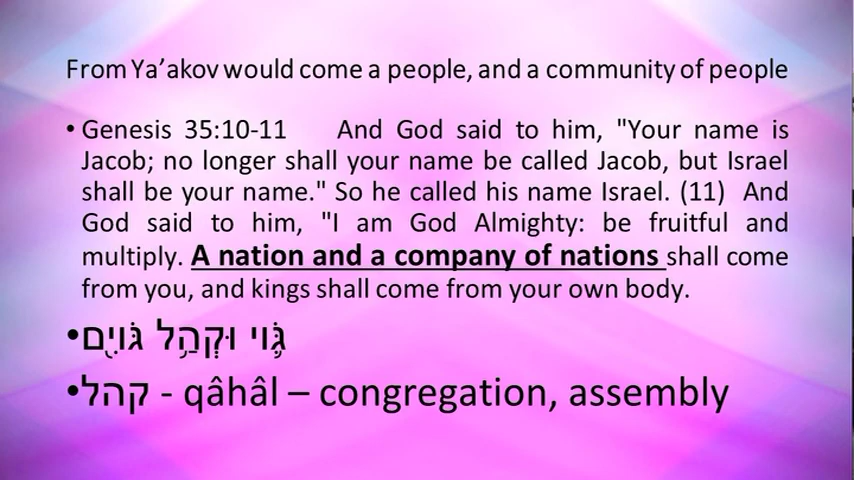 From Ya’akov would come a people, and a community of people
• Genesis 35:10-11 And God said to him, "Your name is
Jacob; no longer shall your name be called Jacob, but Israel
shall be your name." So he called his name Israel. (11) And
God said to him, "I am God Almighty: be fruitful and
multiply. A nation and a company of nations shall come
from you, and kings shall come from your own body.
•גּ֛וֹי וּקְהַ֥ל גּוֹיִ֖ם
•קהל - qâhâl – congregation, assembly